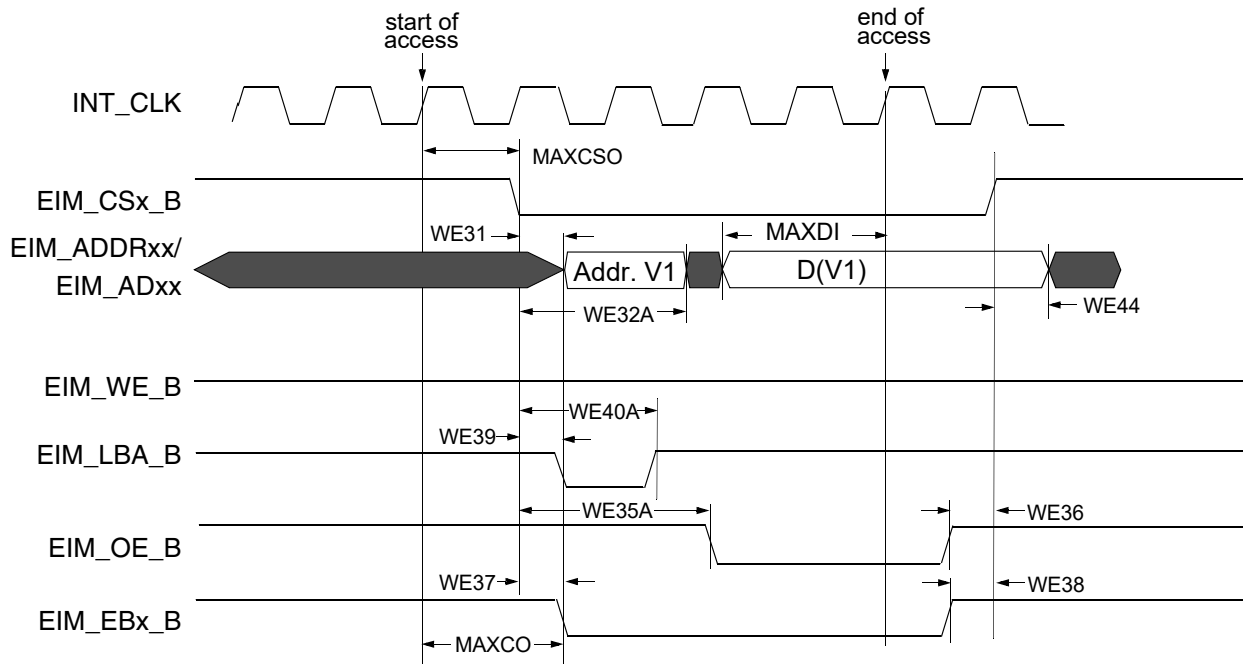 start of
access
end of
access
INT_CLK
MAXCSO
EIM_CSx_B
WE31
MAXDI
EIM_ADDRxx/
EIM_ADxx
Addr. V1
D(V1)
WE32A
WE44
EIM_WE_B
WE40A
WE39
EIM_LBA_B
WE35A
WE36
EIM_OE_B
WE37
WE38
EIM_EBx_B
MAXCO